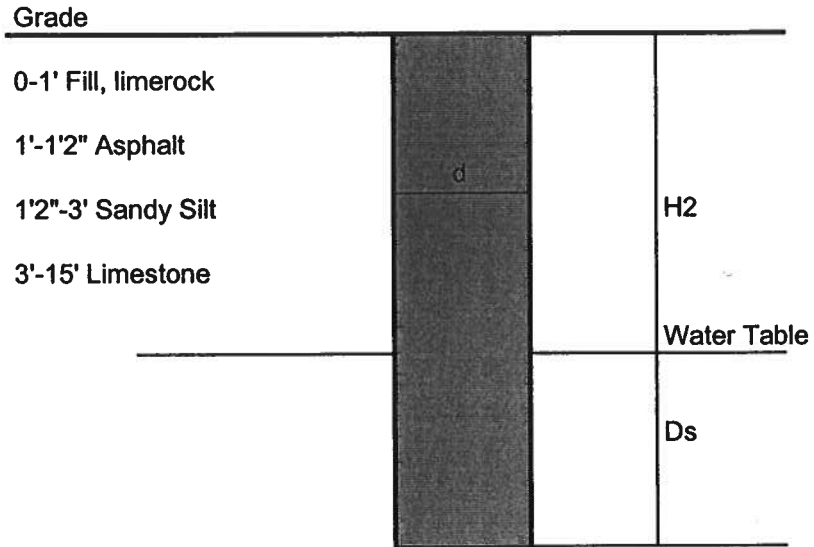 Grade
0-1' Fill, limerock
1'-1'2" Asphalt
d
1'2"-3' Sandy Silt
H2
3'-15' Limestone
Water Table
Ds